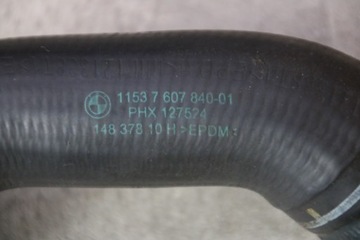 1153 7 607 840-01
PHX 127524
148 378 10 H >EPDM<